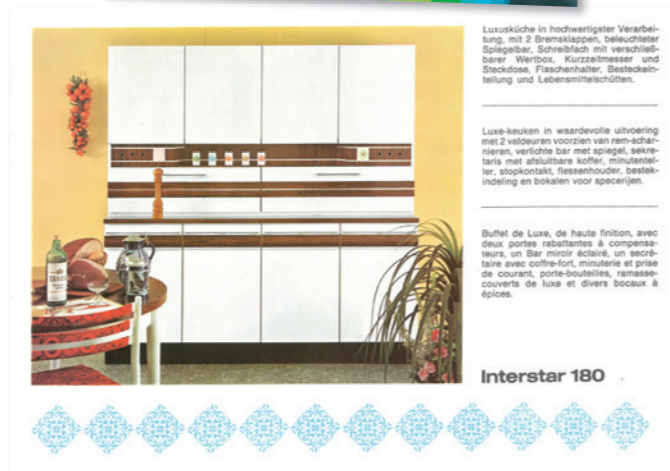 Luxusküche in hochwertigster Verarbei-
tung, mit 2 Bremsklappen, beleuchteter
Spiegelbar, Schreibfach mit verschließ-
barer Wertbox, Kurzzeitmesser und
Steckdose, Flaschenhalter, Besteckein-
teilung und Lebensmittelschütten.
Luxe-keuken in waardevolle uitvoering
met 2 valdeuren voorzien van rem-schar-
nieren, verlichte bar met spiegel, sekre-
taris met afsluitbare koffer, minutentel-
ler, stopkontakt, flessenhouder, bestek-
indeling en bokalen voor specerijen.
Buffet de Luxe, de haute finition, avec
deux portes rabattantes à compensa-
teurs, un Bar miroir éclairé, un secré-
taire avec coffre-fort, minuterie et prise
de courant, porte-bouteilles, ramasse-
couverts de luxe et divers bocaux à
épices.
Interstar 180